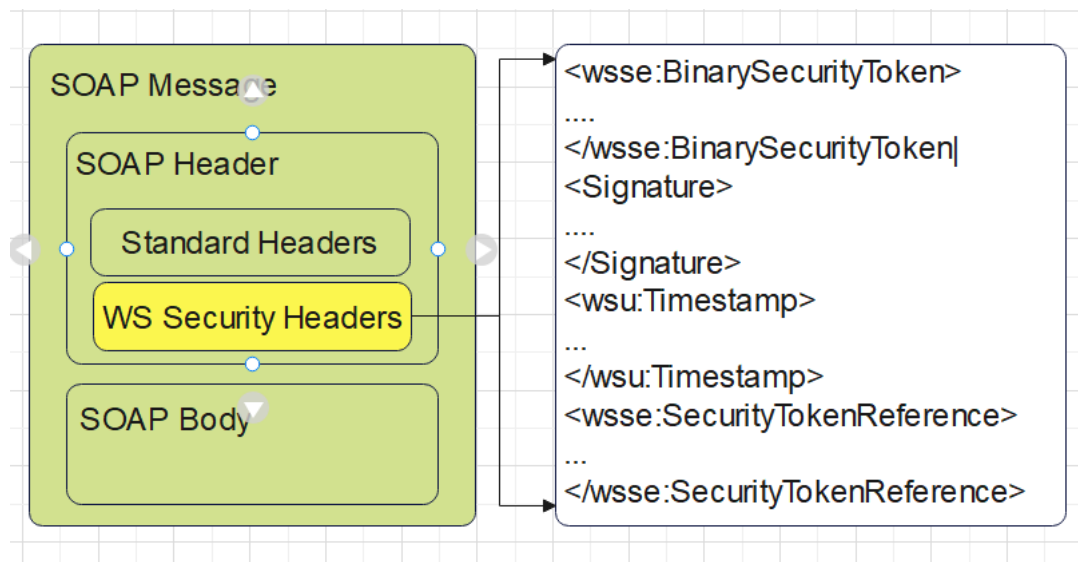 SOAP Message
SOAP Header
Standard Headers
WS Security Headers
SOAP Body
<wsse:BinarySecurityToken>
....
</wsse:BinarySecurityToken|
<Signature>
....
</Signature>
<wsu:Timestamp>
...
</wsu:Timestamp>
<wsse:SecurityTokenReference>
...
</wsse:SecurityTokenReference>